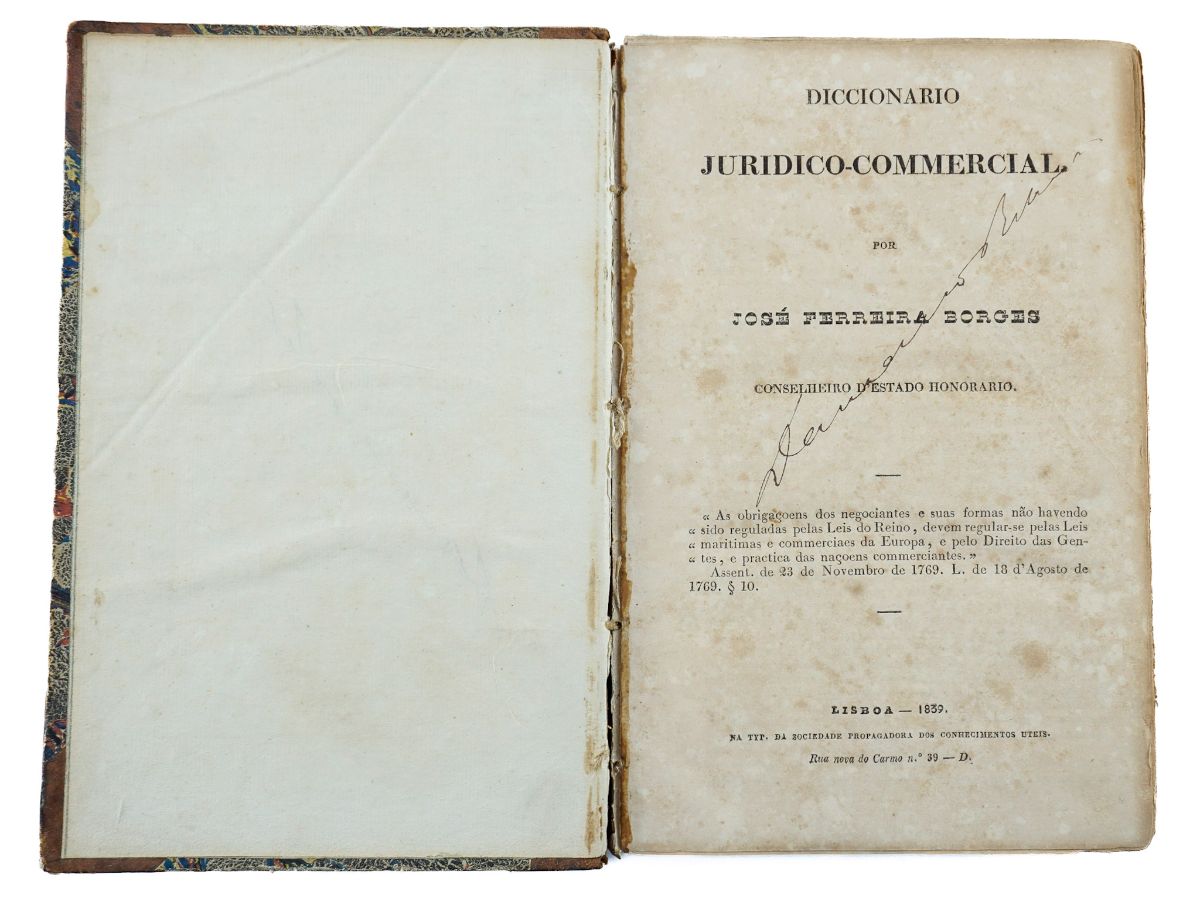 DICCIONARIO
JURIDICO-COMMERCIAL.
POR
JOSÉ FERREIRA BORGES
CONSELHEIRO D'ESTADO HONORARIO.
« As obrigaçoens dos negociantes e suas formas não havendo
« sido reguladas pelas Leis do Reino, devem regular-se pelas Leis
« maritimas e commerciaes da Europa, e pelo Direito das Gen-
« tes, e practica das naçoens commerciantes. »
Assent. de 23 de Novembro de 1769. L. de 18 d'Agosto de
1769. § 10.
LISBOA — 1839.
NA TYP. DA SOCIEDADE PROPAGADORA DOS CONHECIMENTOS UTEIS.
Rua nova do Carmo n.º 39 — D.